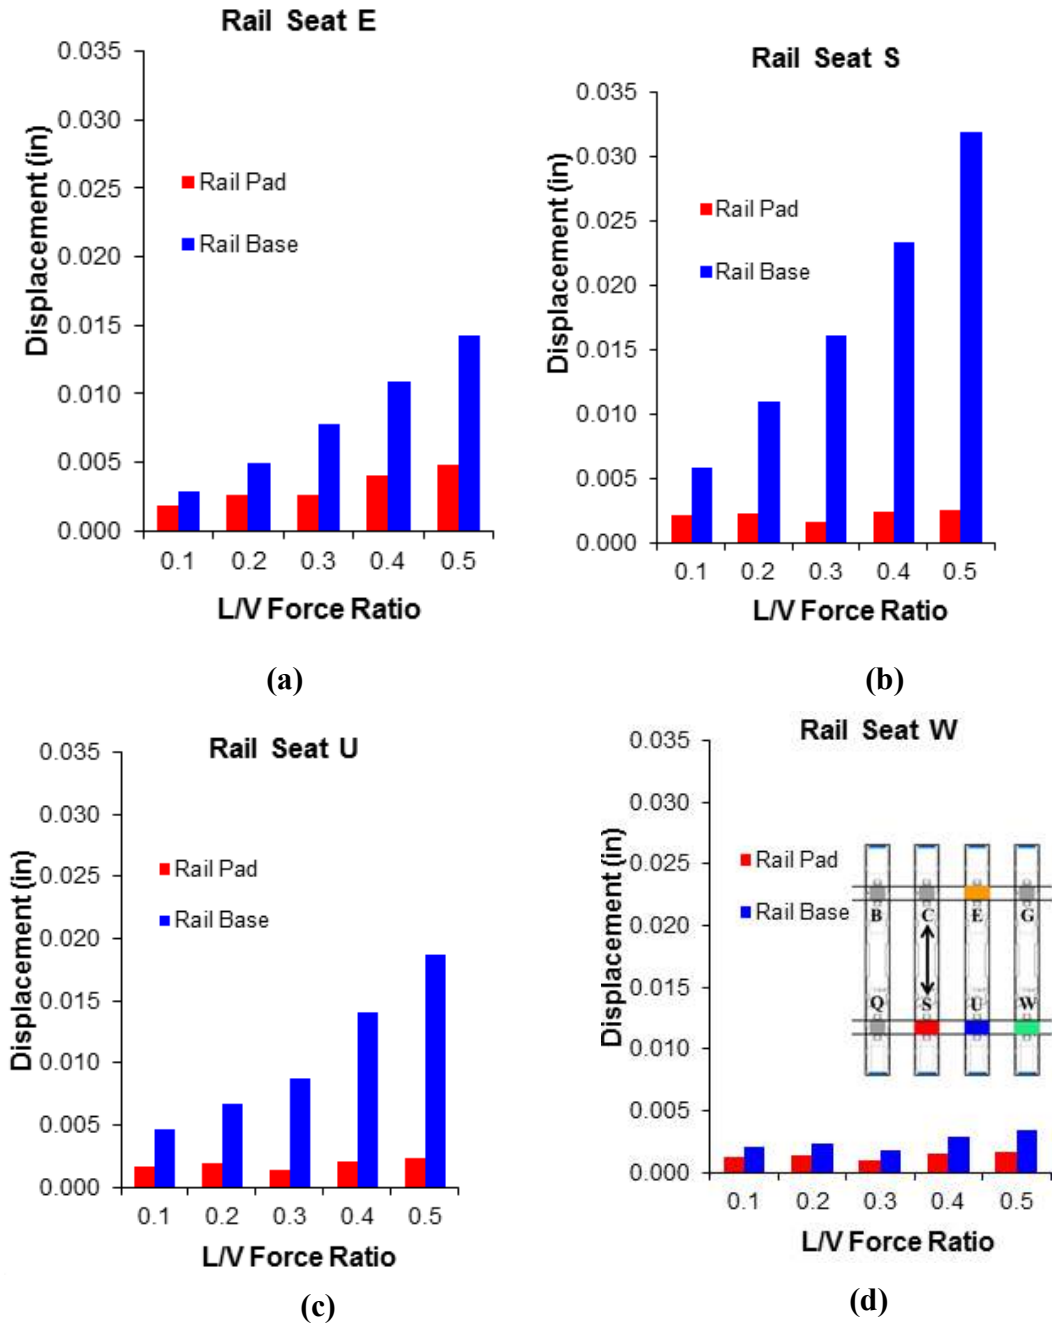 Rail Seat E
0.035
0.030
0.025
0.020
0.015
0.010
0.005
0.000
Displacement (in)
Rail Pad
Rail Base
0.1 0.2 0.3 0.4 0.5
L/V Force Ratio
(a)
Rail Seat S
0.035
0.030
0.025
0.020
0.015
0.010
0.005
0.000
Displacement (in)
Rail Pad
Rail Base
0.1 0.2 0.3 0.4 0.5
L/V Force Ratio
(b)
Rail Seat U
0.035
0.030
0.025
0.020
0.015
0.010
0.005
0.000
Displacement (in)
Rail Pad
Rail Base
0.1 0.2 0.3 0.4 0.5
L/V Force Ratio
(c)
Rail Seat W
0.035
0.030
0.025
0.020
0.015
0.010
0.005
0.000
Displacement (in)
Rail Pad
Rail Base
B C E G
Q S U W
0.1 0.2 0.3 0.4 0.5
L/V Force Ratio
(d)